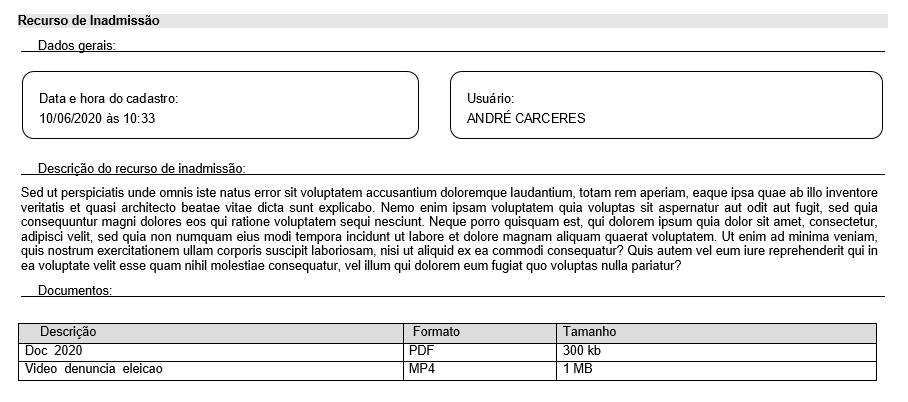 Recurso de Inadmissão
Dados gerais:
Data e hora do cadastro:
10/06/2020 às 10:33
Usuário:
ANDRÉ CARCERES
Descrição do recurso de inadmissão:
Sed ut perspiciatis unde omnis iste natus error sit voluptatem accusantium doloremque laudantium, totam rem aperiam, eaque ipsa quae ab illo inventore
veritatis et quasi architecto beatae vitae dicta sunt explicabo. Nemo enim ipsam voluptatem quia voluptas sit aspernatur aut odit aut fugit, sed quia
consequuntur magni dolores eos qui ratione voluptatem sequi nesciunt. Neque porro quisquam est, qui dolorem ipsum quia dolor sit amet, consectetur,
adipisci velit, sed quia non numquam eius modi tempora incidunt ut labore et dolore magnam aliquam quaerat voluptatem. Ut enim ad minima veniam,
quis nostrum exercitationem ullam corporis suscipit laboriosam, nisi ut aliquid ex ea commodi consequatur? Quis autem vel eum iure reprehenderit qui in
ea voluptate velit esse quam nihil molestiae consequatur, vel illum qui dolorem eum fugiat quo voluptas nulla pariatur?
Documentos:
Descrição Formato Tamanho
Doc 2020 PDF 300 kb
Video denuncia eleicao MP4 1 MB